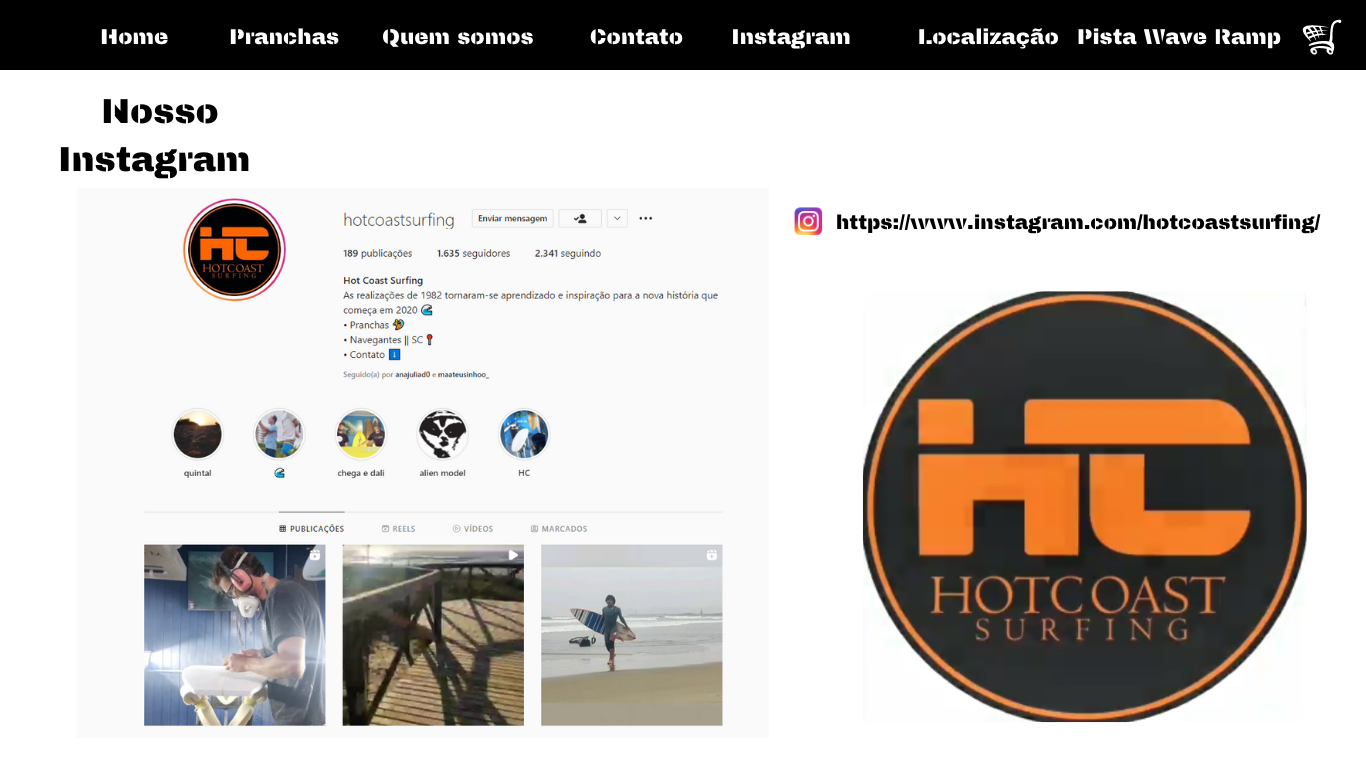 Home Pranchas Quem somos Contato Instagram Localização Pista Wave Ramp
Nosso
Instagram
HC
HOTCOAST
SURFING
hotcoastsurfing Enviar mensagem
189 publicações 1.635 seguidores 2.341 seguindo
Hot Coast Surfing
As realizações de 1982 tornaram-se aprendizado e inspiração para a nova história que
começa em 2020 🌊
• Pranchas
• Navegantes || SC
• Contato ⬇️
Seguido(a) por anajuliad0 e maateusinhoo_
quintal 🌊 chega e dali alien model HC
PUBLICAÇÕES REELS VÍDEOS MARCADOS
https://www.instagram.com/hotcoastsurfing/
HC
HOTCOAST
SURFING